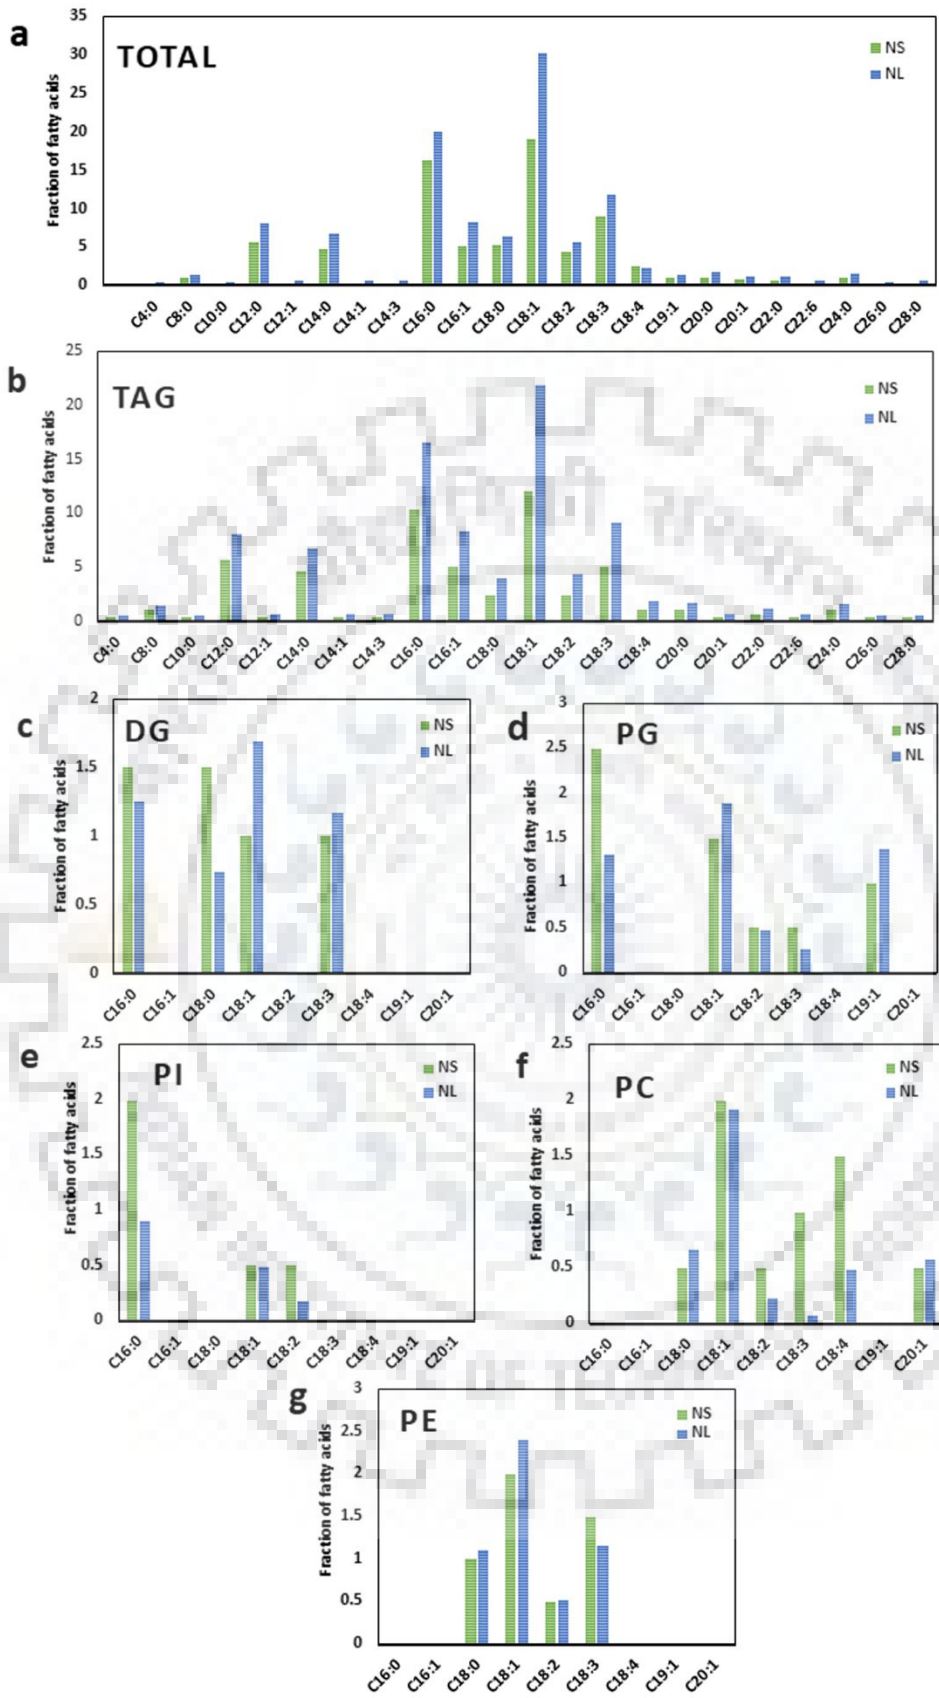 a
TOTAL
NS
NL
Fraction of fatty acids
35
30
25
20
15
10
5
0
C4:0 C8:0 C10:0 C12:0 C12:1 C14:0 C14:1 C14:3 C16:0 C16:1 C18:0 C18:1 C18:2 C18:3 C18:4 C19:1 C20:0 C20:1 C22:0 C22:6 C24:0 C26:0 C28:0
b
TAG
NS
NL
Fraction of fatty acids
25
20
15
10
5
0
C4:0 C8:0 C10:0 C12:0 C12:1 C14:0 C14:1 C14:3 C16:0 C16:1 C18:0 C18:1 C18:2 C18:3 C18:4 C20:0 C20:1 C22:0 C22:6 C24:0 C26:0 C28:0
c
DG
NS
NL
Fraction of fatty acids
2
1.5
1
0.5
0
C16:0 C16:1 C18:0 C18:1 C18:2 C18:3 C18:4 C19:1 C20:1
d
PG
NS
NL
Fraction of fatty acids
3
2.5
2
1.5
1
0.5
0
C16:0 C16:1 C18:0 C18:1 C18:2 C18:3 C18:4 C19:1 C20:1
e
PI
NS
NL
Fraction of fatty acids
2.5
2
1.5
1
0.5
0
C16:0 C16:1 C18:0 C18:1 C18:2 C18:3 C18:4 C19:1 C20:1
f
PC
NS
NL
Fraction of fatty acids
2.5
2
1.5
1
0.5
0
C16:0 C16:1 C18:0 C18:1 C18:2 C18:3 C18:4 C19:1 C20:1
g
PE
NS
NL
Fraction of fatty acids
3
2.5
2
1.5
1
0.5
0
C16:0 C16:1 C18:0 C18:1 C18:2 C18:3 C18:4 C19:1 C20:1